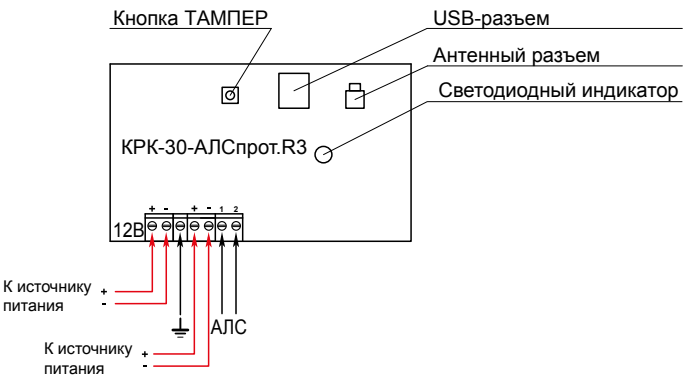 Кнопка ТАМПЕР
USB-разъем
Антенный разъем
Светодиодный индикатор
КРК-30-АЛСпрот.R3
+ - + - 1 2
12В
К источнику +
питания -
АЛС
К источнику +
питания -